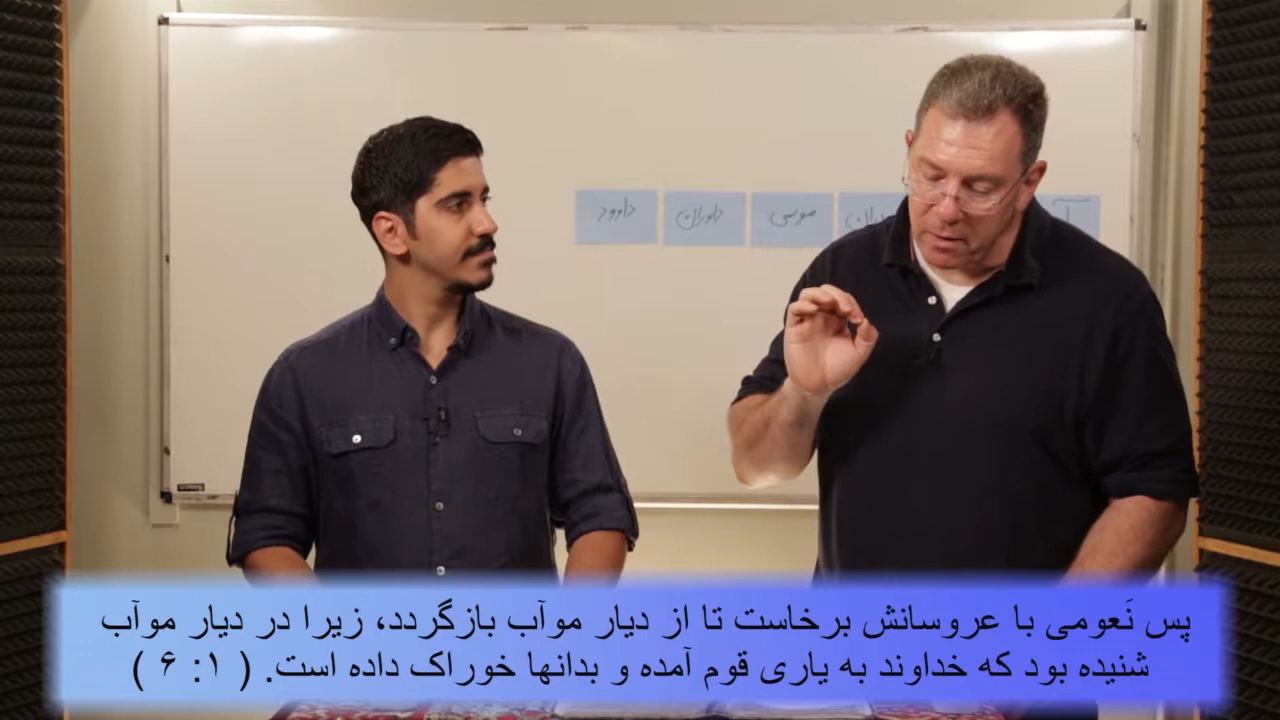 داوود
داوران
موسی
پس نَعومی با عروسانش برخاست تا از دیار موآب بازگردد، زیرا در دیار موآب
شنیده بود که خداوند به یاری قوم آمده و بدانها خوراک داده است. ( ۱: ۶ )